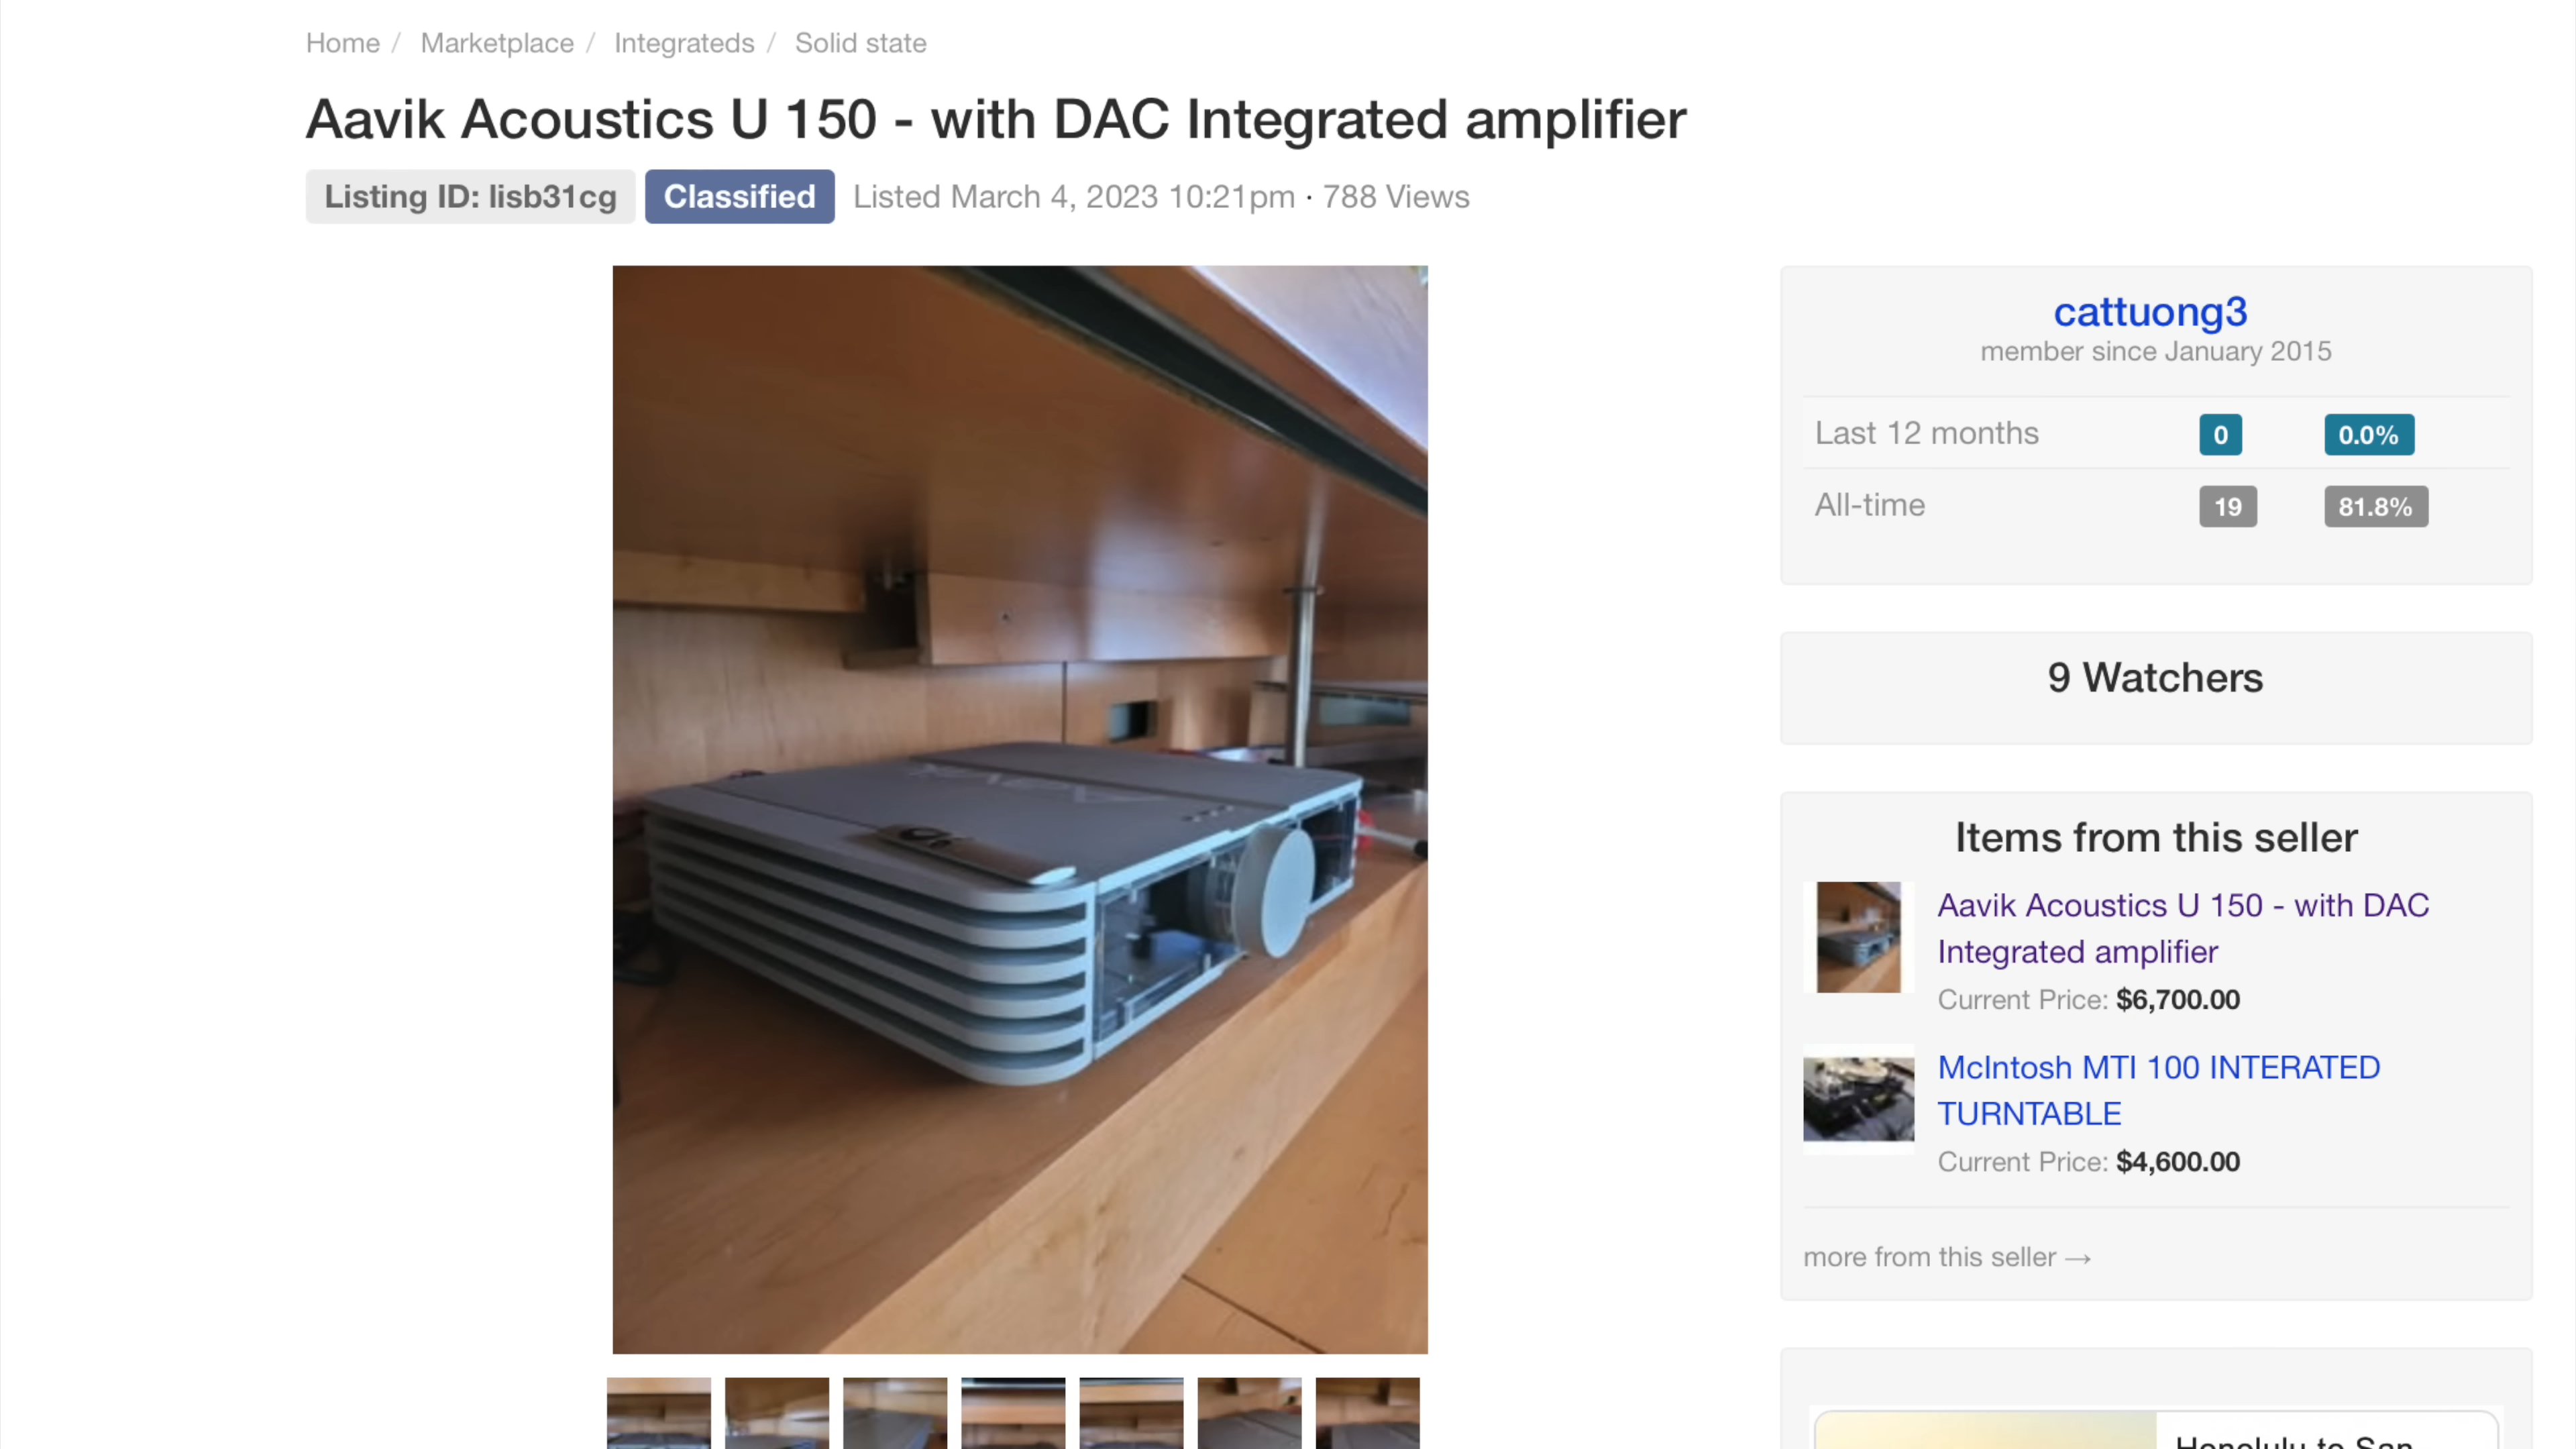 Home / Marketplace / Integrateds / Solid state
Aavik Acoustics U 150 - with DAC Integrated amplifier
Listing ID: lisb31cg Classified Listed March 4, 2023 10:21pm · 788 Views
cattuong3
member since January 2015
Last 12 months 0 0.0%
All-time 19 81.8%
9 Watchers
Items from this seller
Aavik Acoustics U 150 - with DAC
Integrated amplifier
Current Price: $6,700.00
McIntosh MTI 100 INTERATED
TURNTABLE
Current Price: $4,600.00
more from this seller →
Honolulu to San